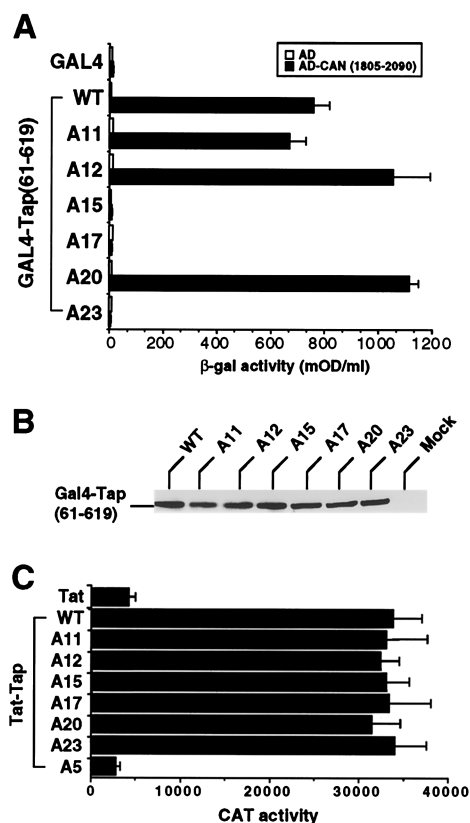 A
AD
AD-CAN (1805-2090)
GAL4
GAL4-Tap(61-619)
WT
A11
A12
A15
A17
A20
A23
0 200 400 600 800 1000 1200
β-gal activity (mOD/ml)
B
WT A11 A12 A15 A17 A20 A23 Mock
Gal4-Tap
(61-619)
C
Tat
Tat-Tap
WT
A11
A12
A15
A17
A20
A23
A5
0 10000 20000 30000 40000
CAT activity